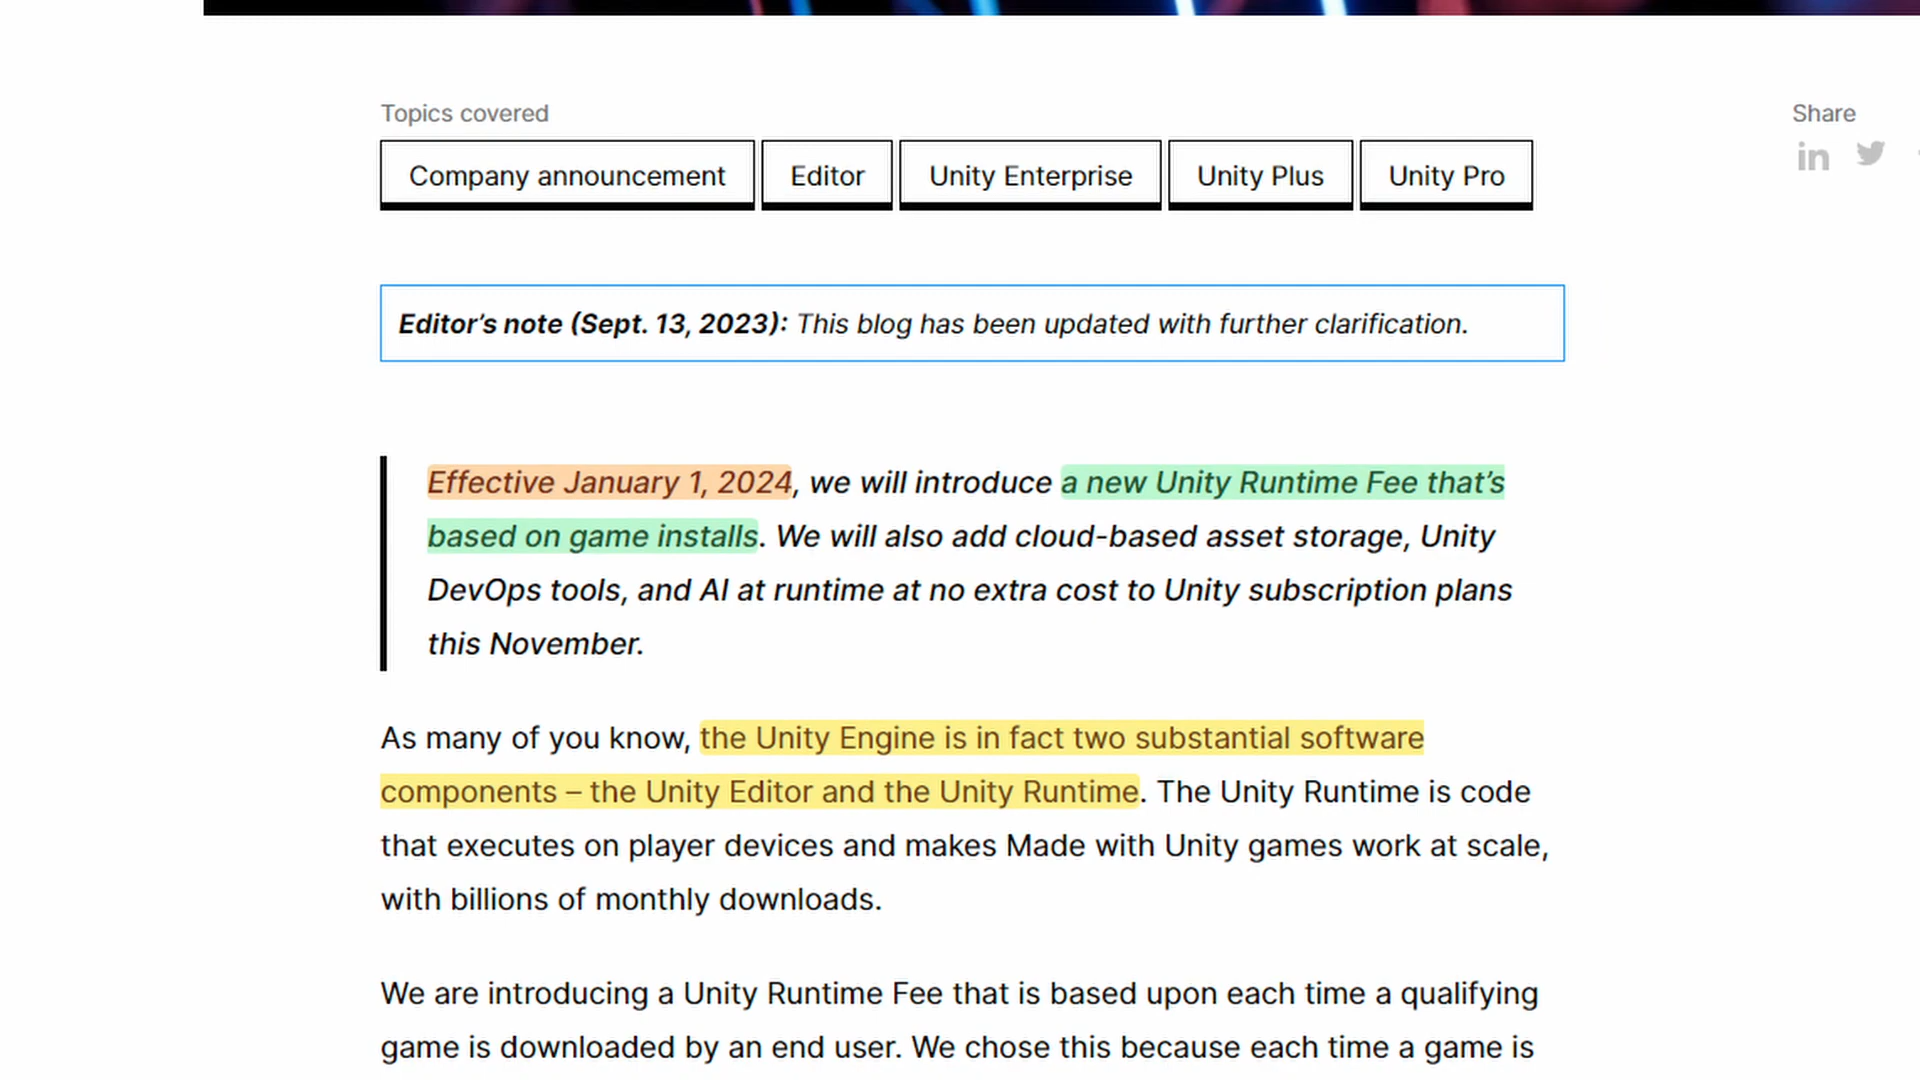 Topics covered
Share
Company announcement
Editor
Unity Enterprise
Unity Plus
Unity Pro
Editor's note (Sept. 13, 2023): This blog has been updated with further clarification.
Effective January 1, 2024, we will introduce a new Unity Runtime Fee that's
based on game installs. We will also add cloud-based asset storage, Unity
DevOps tools, and AI at runtime at no extra cost to Unity subscription plans
this November.
As many of you know, the Unity Engine is in fact two substantial software
components – the Unity Editor and the Unity Runtime. The Unity Runtime is code
that executes on player devices and makes Made with Unity games work at scale,
with billions of monthly downloads.
We are introducing a Unity Runtime Fee that is based upon each time a qualifying
game is downloaded by an end user. We chose this because each time a game is